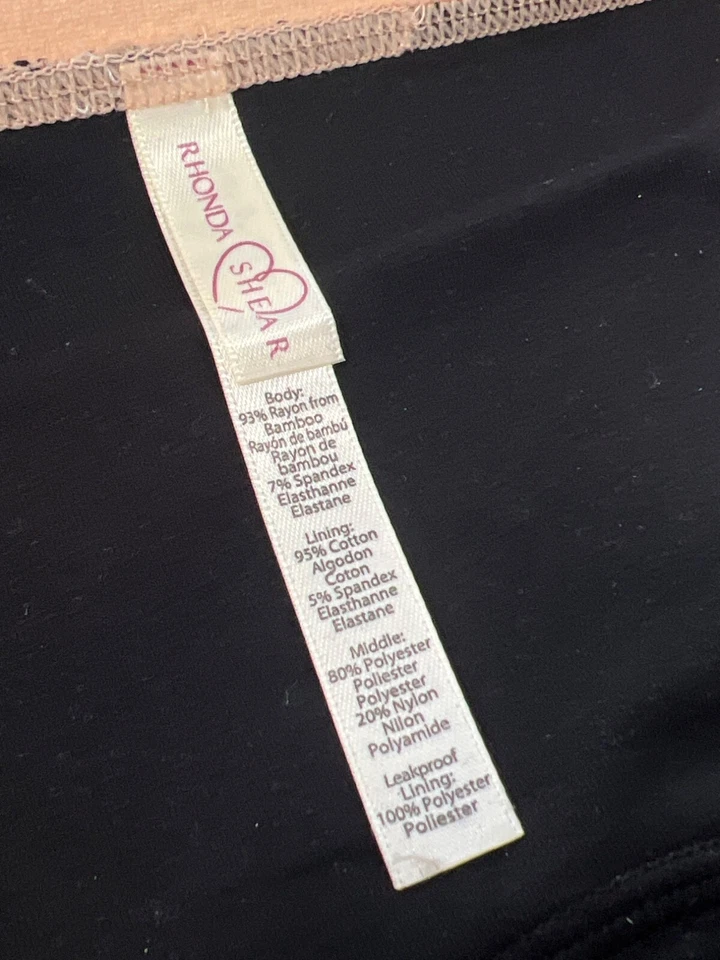 RHONDA
SHEAR
Body:
93% Rayon from
Bamboo
Rayón de bambú
Rayon de
bambou
7% Spandex
Elasthanne
Elastane
Lining:
95% Cotton
Algodon
Coton
5% Spandex
Elasthanne
Elastane
Middle:
80% Polyester
Poliester
Polyester
20% Nylon
Nilon
Polyamide
Leakproof
Lining:
100% Polyester
Poliester